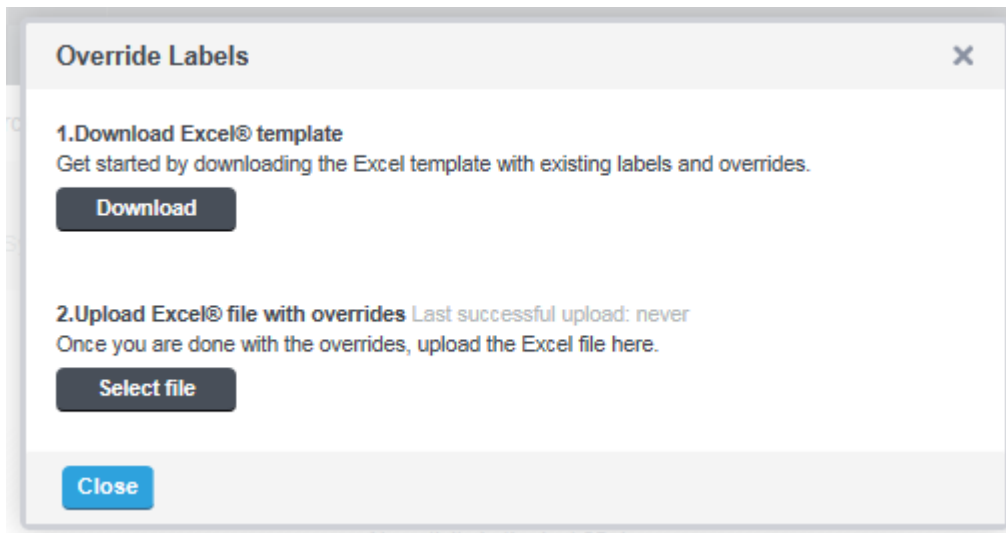 Override Labels
1.Download Excel® template
Get started by downloading the Excel template with existing labels and overrides.
Download
2.Upload Excel® file with overrides Last successful upload: never
Once you are done with the overrides, upload the Excel file here.
Select file
Close